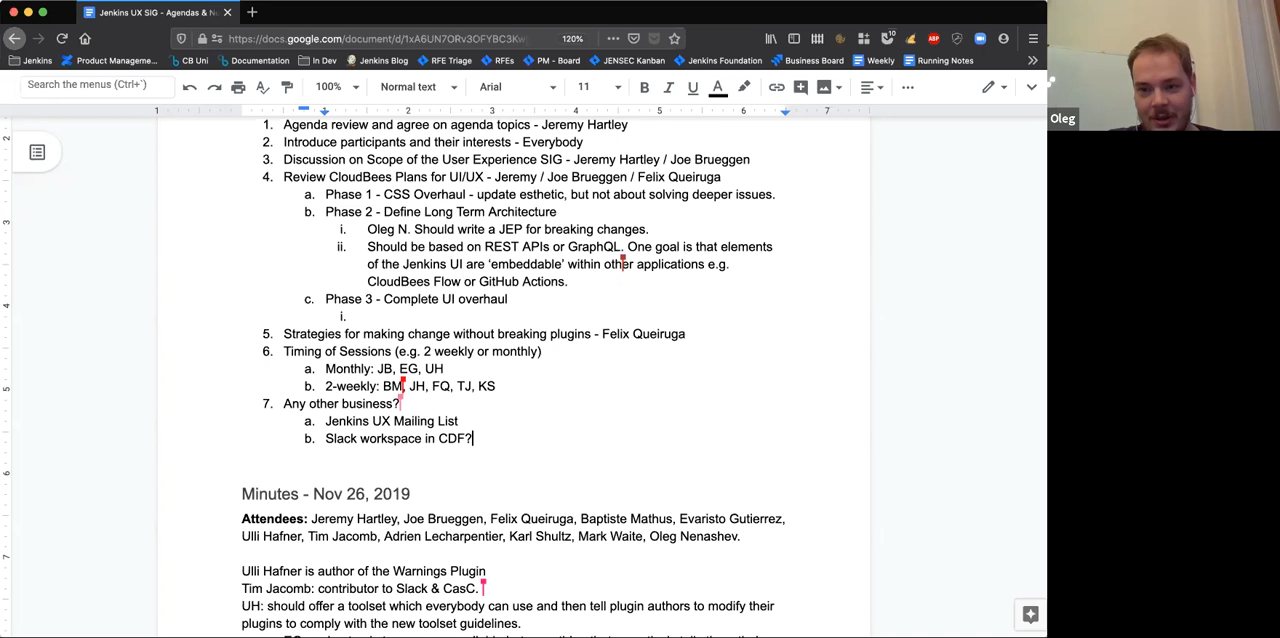 Jenkins UX SIG - Agendas & N
https://docs.google.com/document/d/1xA6UN7ORv3OFYBC3Kw
120%
10
ABP
Jenkins
Product Manageme...
CB Uni
Documentation
In Dev
Jenkins Blog
RFE Triage
RFEs
PM - Board
JENSEC Kanban
Jenkins Foundation
Business Board
Weekly
Running Notes
Search the menus (Ctrl+`)
100%
Normal text
Arial
11
B I U A
1 1 2 3 4 5 6 7
Oleg
1. Agenda review and agree on agenda topics - Jeremy Hartley
2. Introduce participants and their interests - Everybody
3. Discussion on Scope of the User Experience SIG - Jeremy Hartley / Joe Brueggen
4. Review CloudBees Plans for UI/UX - Jeremy / Joe Brueggen / Felix Queiruga
a. Phase 1 - CSS Overhaul - update esthetic, but not about solving deeper issues.
b. Phase 2 - Define Long Term Architecture
i. Oleg N. Should write a JEP for breaking changes.
ii. Should be based on REST APIs or GraphQL. One goal is that elements
of the Jenkins UI are ‘embeddable’ within other applications e.g.
CloudBees Flow or GitHub Actions.
c. Phase 3 - Complete UI overhaul
i.
5. Strategies for making change without breaking plugins - Felix Queiruga
6. Timing of Sessions (e.g. 2 weekly or monthly)
a. Monthly: JB, EG, UH
b. 2-weekly: BM, JH, FQ, TJ, KS
7. Any other business?
a. Jenkins UX Mailing List
b. Slack workspace in CDF?
Minutes - Nov 26, 2019
Attendees: Jeremy Hartley, Joe Brueggen, Felix Queiruga, Baptiste Mathus, Evaristo Gutierrez,
Ulli Hafner, Tim Jacomb, Adrien Lecharpentier, Karl Shultz, Mark Waite, Oleg Nenashev.
Ulli Hafner is author of the Warnings Plugin
Tim Jacomb: contributor to Slack & CasC.
UH: should offer a toolset which everybody can use and then tell plugin authors to modify their
plugins to comply with the new toolset guidelines.